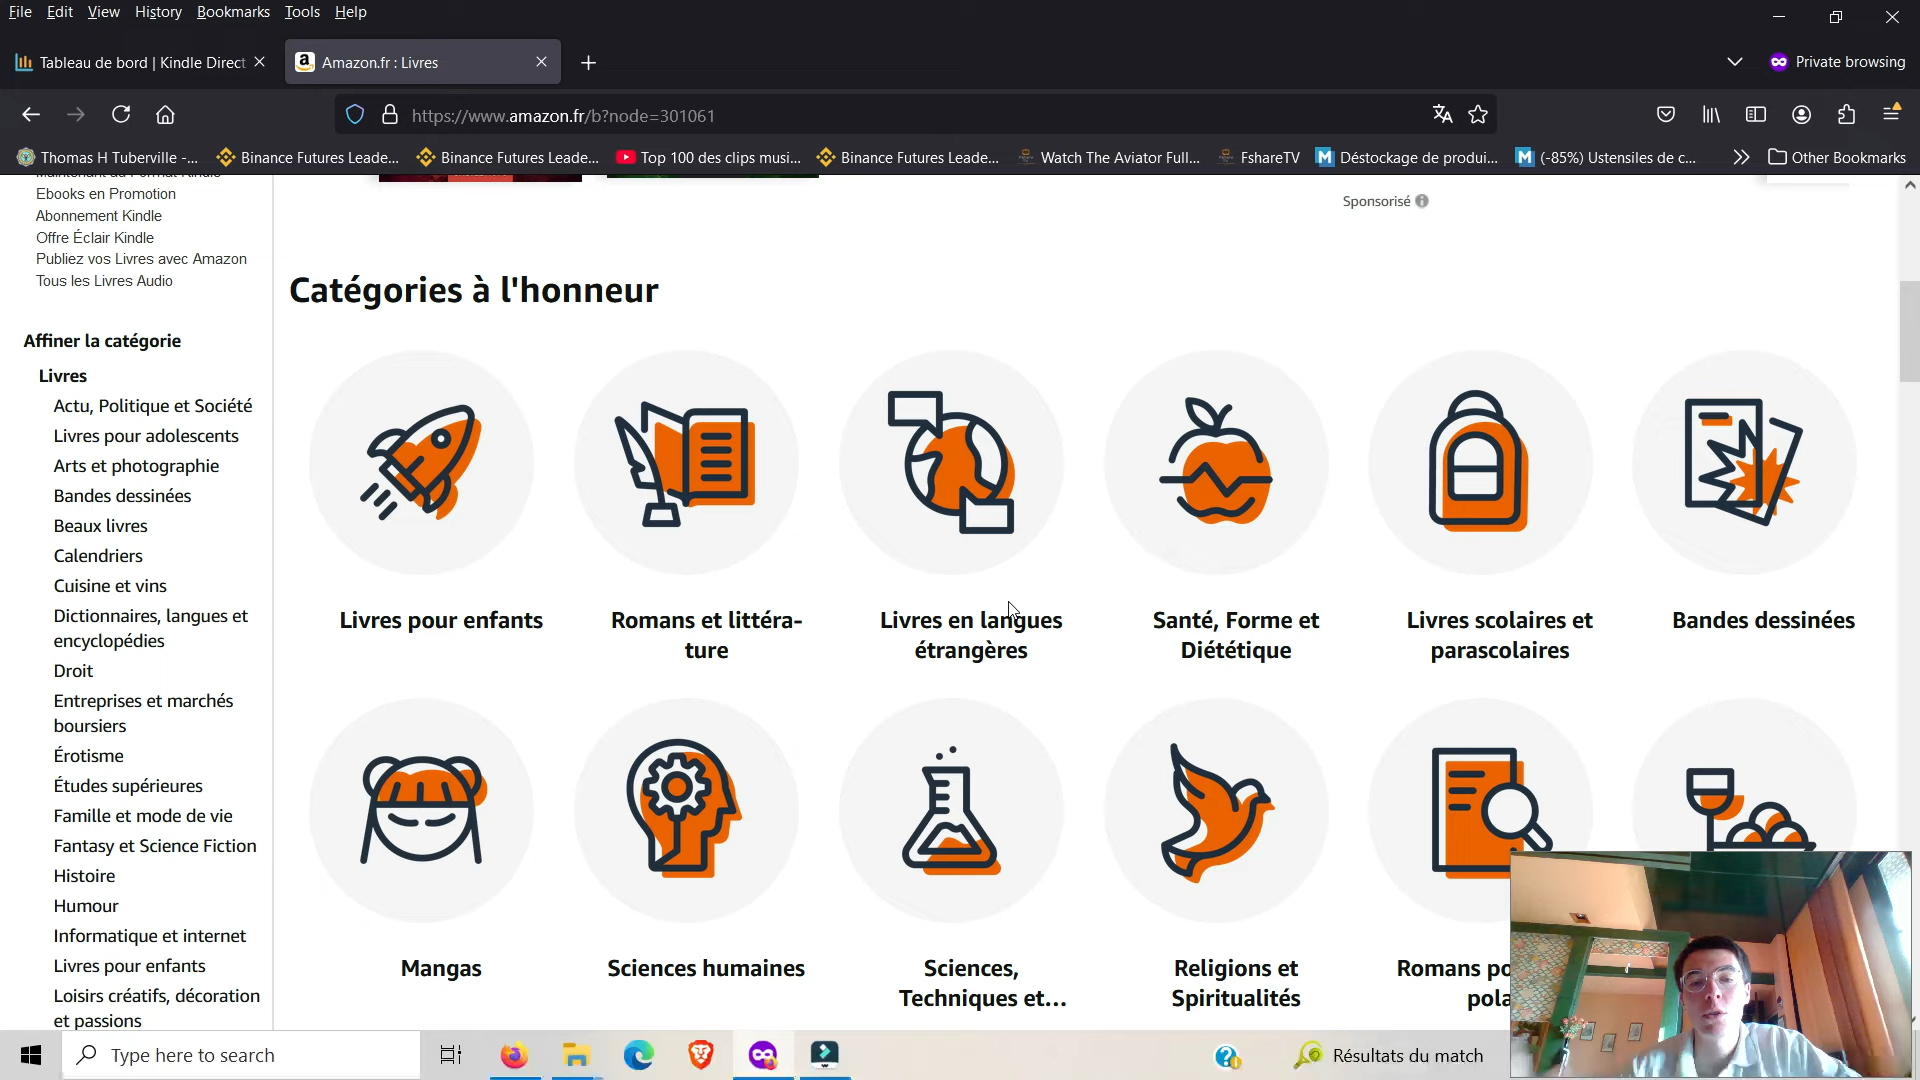 File Edit View History Bookmarks Tools Help
Tableau de bord | Kindle Direct
Amazon.fr : Livres
Private browsing
https://www.amazon.fr/b?node=301061
Thomas H Tuberville -...
Binance Futures Leade...
Binance Futures Leade...
Top 100 des clips musi...
Binance Futures Leade...
Watch The Aviator Full...
FshareTV
Déstockage de produi...
(-85%) Ustensiles de c...
Other Bookmarks
Ebooks en Promotion
Abonnement Kindle
Offre Éclair Kindle
Publiez vos Livres avec Amazon
Tous les Livres Audio
Affiner la catégorie
Livres
Actu, Politique et Société
Livres pour adolescents
Arts et photographie
Bandes dessinées
Beaux livres
Calendriers
Cuisine et vins
Dictionnaires, langues et
encyclopédies
Droit
Entreprises et marchés
boursiers
Érotisme
Études supérieures
Famille et mode de vie
Fantasy et Science Fiction
Histoire
Humour
Informatique et internet
Livres pour enfants
Loisirs créatifs, décoration
et passions
Sponsorisé
Catégories à l'honneur
Livres pour enfants
Romans et littéra-
ture
Livres en langues
étrangères
Santé, Forme et
Diététique
Livres scolaires et
parascolaires
Bandes dessinées
Mangas
Sciences humaines
Sciences,
Techniques et...
Religions et
Spiritualités
Romans po
pola
Type here to search
Résultats du match